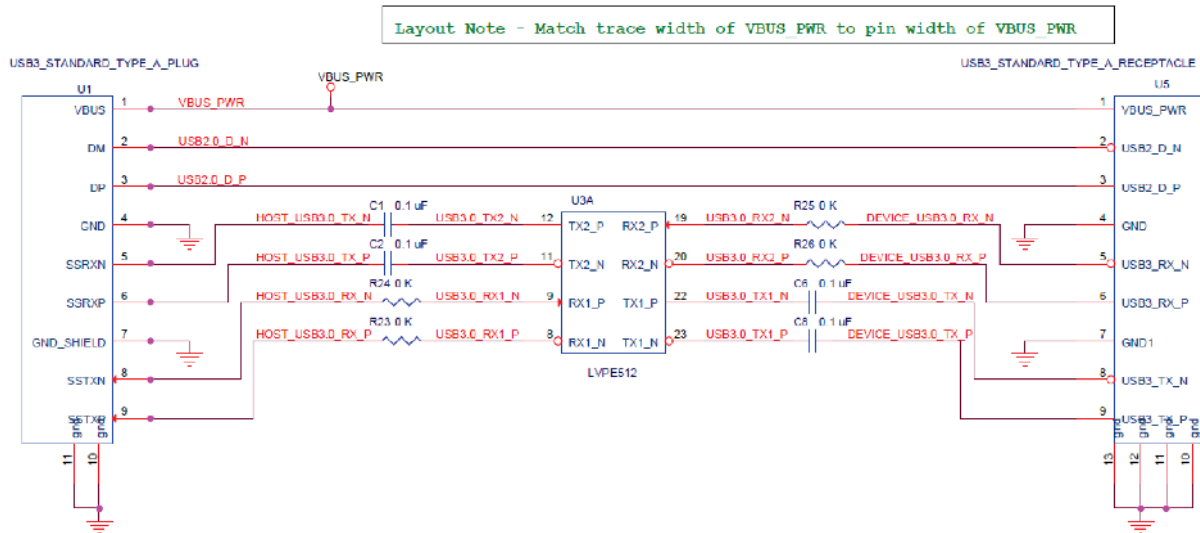 Layout Note - Match trace width of VBUS_PWR to pin width of VBUS_PWR
USB3_STANDARD_TYPE_A_PLUG
VBUS_PWR
USB3_STANDARD_TYPE_A_RECEPTACLE
U1
U5
VBUS 1 VBUS_PWR 1 VBUS_PWR
DM 2 USB2.0_D_N 2 USB2_D_N
DP 3 USB2.0_D_P 3 USB2_D_P
U3A
C1 0.1 uF R25 0 K
GND 4 HOST_USB3.0_TX_N USB3.0_TX2_N 12 TX2_P RX2_P 19 USB3.0_RX2_N DEVICE_USB3.0_RX_N 4 GND
C2 0.1 uF R26 0 K
SSRXN 5 HOST_USB3.0_TX_P USB3.0_TX2_P 11 TX2_N RX2_N 20 USB3.0_RX2_P DEVICE_USB3.0_RX_P 5 USB3_RX_N
R24 0 K C6 0.1 uF
SSRXP 6 HOST_USB3.0_RX_N USB3.0_RX1_N 9 RX1_P TX1_P 22 USB3.0_TX1_N DEVICE_USB3.0_TX_N 6 USB3_RX_P
R23 0 K C8 0.1 uF
GND_SHIELD 7 HOST_USB3.0_RX_P USB3.0_RX1_P 8 RX1_N TX1_N 23 USB3.0_TX1_P DEVICE_USB3.0_TX_P 7 GND1
LVPE512
SSTXN 8 8 USB3_TX_N
SSTXP 9 9 USB3_TX_P
gnd gnd gnd gnd gnd gnd
11 10 13 12 11 10